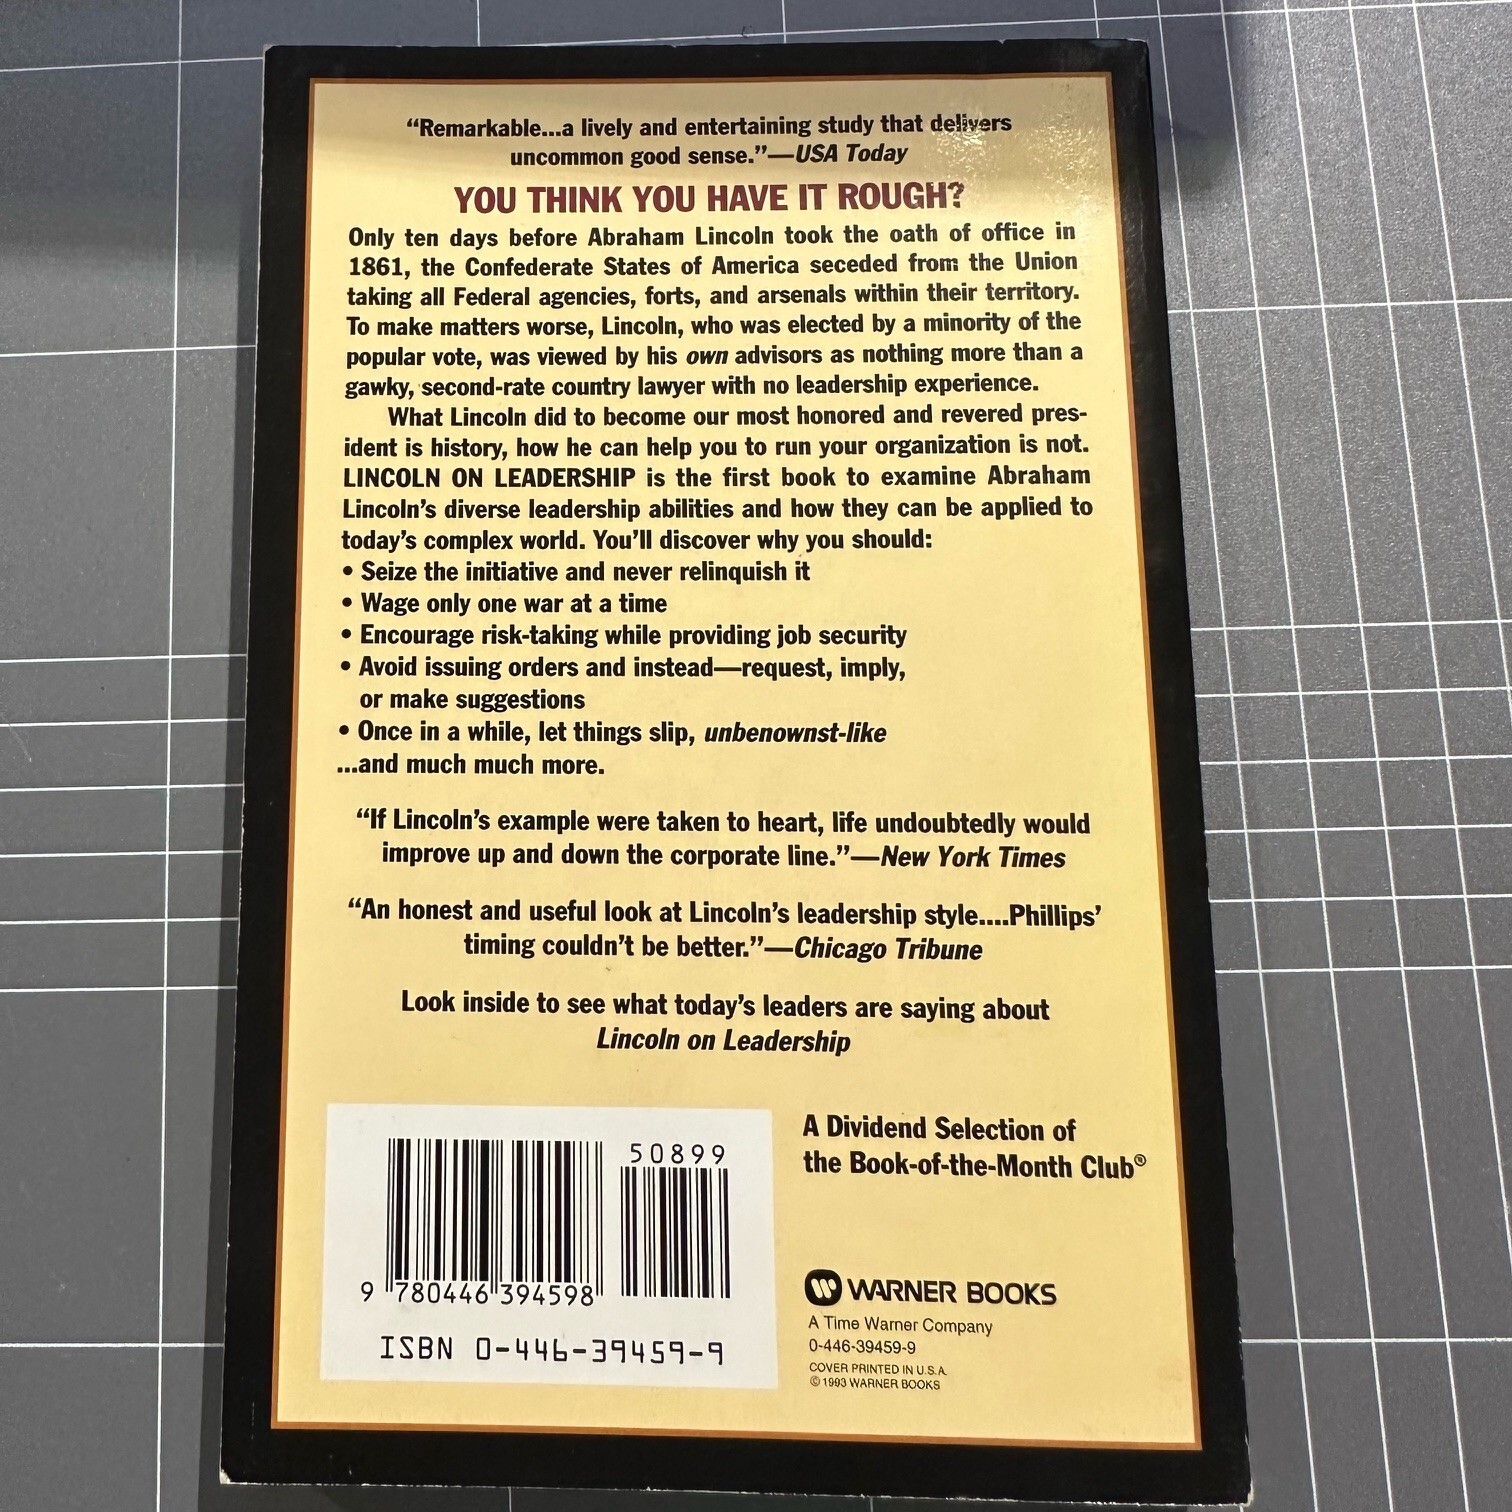 “Remarkable...a lively and entertaining study that delivers
uncommon good sense.”—USA Today
YOU THINK YOU HAVE IT ROUGH?
Only ten days before Abraham Lincoln took the oath of office in
1861, the Confederate States of America seceded from the Union
taking all Federal agencies, forts, and arsenals within their territory.
To make matters worse, Lincoln, who was elected by a minority of the
popular vote, was viewed by his own advisors as nothing more than a
gawky, second-rate country lawyer with no leadership experience.
What Lincoln did to become our most honored and revered pres-
ident is history, how he can help you to run your organization is not.
LINCOLN ON LEADERSHIP is the first book to examine Abraham
Lincoln’s diverse leadership abilities and how they can be applied to
today’s complex world. You’ll discover why you should:
• Seize the initiative and never relinquish it
• Wage only one war at a time
• Encourage risk-taking while providing job security
• Avoid issuing orders and instead—request, imply,
or make suggestions
• Once in a while, let things slip, unbenownst-like
...and much much more.
“If Lincoln’s example were taken to heart, life undoubtedly would
improve up and down the corporate line.”—New York Times
“An honest and useful look at Lincoln’s leadership style....Phillips’
timing couldn’t be better.”—Chicago Tribune
Look inside to see what today’s leaders are saying about
Lincoln on Leadership
50899
9 780446 394598
ISBN 0-446-39459-9
A Dividend Selection of
the Book-of-the-Month Club®
WARNER BOOKS
A Time Warner Company
0-446-39459-9
COVER PRINTED IN U.S.A.
© 1993 WARNER BOOKS